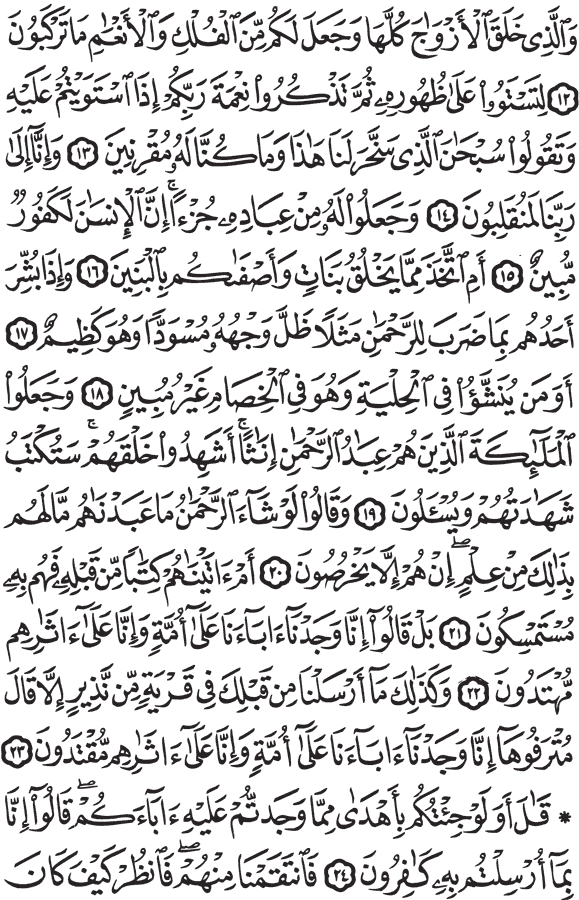 وَٱلَّذِى خَلَقَ ٱلْأَزْوَٰجَ كُلَّهَا وَجَعَلَ لَكُم مِّنَ ٱلْفُلْكِ وَٱلْأَنْعَٰمِ مَا تَرْكَبُونَ
١٢ لِتَسْتَوُۥا۟ عَلَىٰ ظُهُورِهِۦ ثُمَّ تَذْكُرُوا۟ نِعْمَةَ رَبِّكُمْ إِذَا ٱسْتَوَيْتُمْ عَلَيْهِ
وَتَقُولُوا۟ سُبْحَٰنَ ٱلَّذِى سَخَّرَ لَنَا هَٰذَا وَمَا كُنَّا لَهُۥ مُقْرِنِينَ ١٣ وَإِنَّآ إِلَىٰ
رَبِّنَا لَمُنقَلِبُونَ ١٤ وَجَعَلُوا۟ لَهُۥ مِنْ عِبَادِهِۦ جُزْءًا ۚ إِنَّ ٱلْإِنسَٰنَ لَكَفُورٌ
مُّبِينٌ ١٥ أَمِ ٱتَّخَذَ مِمَّا يَخْلُقُ بَنَاتٍ وَأَصْفَىٰكُم بِٱلْبَنِينَ ١٦ وَإِذَا بُشِّرَ
أَحَدُهُم بِمَا ضَرَبَ لِلرَّحْمَٰنِ مَثَلًا ظَلَّ وَجْهُهُۥ مُسْوَدًّا وَهُوَ كَظِيمٌ ١٧
أَوَمَن يُنَشَّؤُا۟ فِى ٱلْحِلْيَةِ وَهُوَ فِى ٱلْخِصَامِ غَيْرُ مُبِينٍ ١٨ وَجَعَلُوا۟
ٱلْمَلَٰٓئِكَةَ ٱلَّذِينَ هُمْ عِبَٰدُ ٱلرَّحْمَٰنِ إِنَٰثًا ۚ أَشَهِدُوا۟ خَلْقَهُمْ ۚ سَتُكْتَبُ
شَهَٰدَتُهُمْ وَيُسْـَٔلُونَ ١٩ وَقَالُوا۟ لَوْ شَآءَ ٱلرَّحْمَٰنُ مَا عَبَدْنَٰهُم ۗ مَّا لَهُم
بِذَٰلِكَ مِنْ عِلْمٍ ۖ إِنْ هُمْ إِلَّا يَخْرُصُونَ ٢٠ أَمْ ءَاتَيْنَٰهُمْ كِتَٰبًا مِّن قَبْلِهِۦ فَهُم بِهِۦ
مُسْتَمْسِكُونَ ٢١ بَلْ قَالُوٓا۟ إِنَّا وَجَدْنَآ ءَابَآءَنَا عَلَىٰٓ أُمَّةٍ وَإِنَّا عَلَىٰٓ ءَاثَٰرِهِم
مُّهْتَدُونَ ٢٢ وَكَذَٰلِكَ مَآ أَرْسَلْنَا مِن قَبْلِكَ فِى قَرْيَةٍ مِّن نَّذِيرٍ إِلَّا قَالَ
مُتْرَفُوهَآ إِنَّا وَجَدْنَآ ءَابَآءَنَا عَلَىٰٓ أُمَّةٍ وَإِنَّا عَلَىٰٓ ءَاثَٰرِهِم مُّقْتَدُونَ ٢٣
* قَٰلَ أَوَلَوْ جِئْتُكُم بِأَهْدَىٰ مِمَّا وَجَدتُّمْ عَلَيْهِ ءَابَآءَكُمْ ۖ قَالُوٓا۟ إِنَّا
بِمَآ أُرْسِلْتُم بِهِۦ كَٰفِرُونَ ٢٤ فَٱنتَقَمْنَا مِنْهُمْ ۖ فَٱنظُرْ كَيْفَ كَانَ